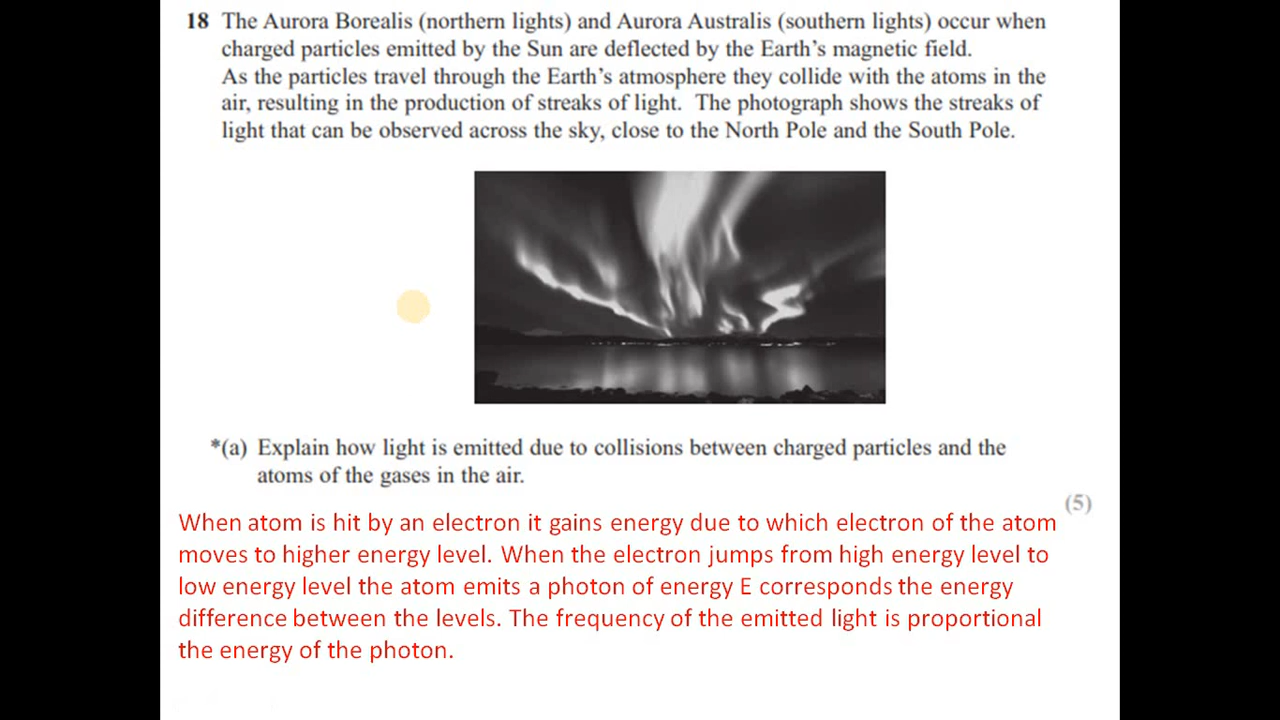 18 The Aurora Borealis (northern lights) and Aurora Australis (southern lights) occur when
charged particles emitted by the Sun are deflected by the Earth's magnetic field.
As the particles travel through the Earth's atmosphere they collide with the atoms in the
air, resulting in the production of streaks of light. The photograph shows the streaks of
light that can be observed across the sky, close to the North Pole and the South Pole.
*(a) Explain how light is emitted due to collisions between charged particles and the
atoms of the gases in the air.
(5)
When atom is hit by an electron it gains energy due to which electron of the atom
moves to higher energy level. When the electron jumps from high energy level to
low energy level the atom emits a photon of energy E corresponds the energy
difference between the levels. The frequency of the emitted light is proportional
the energy of the photon.